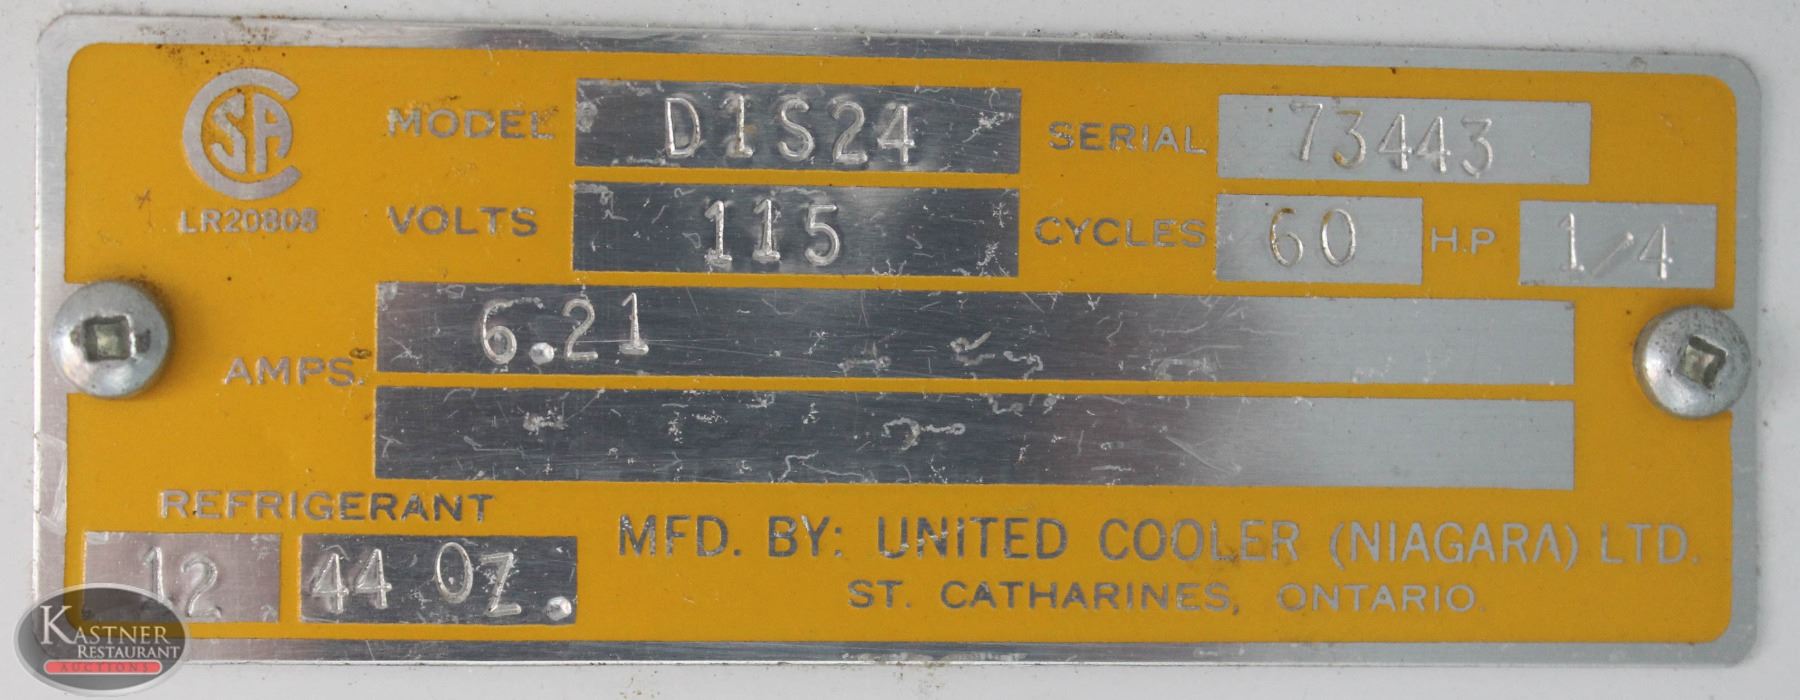 CSA MODEL D1S24 SERIAL 73443
LR20808 VOLTS 115 CYCLES 60 H.P 1/4
AMPS. 6.21
REFRIGERANT
12 44 OZ.
MFD. BY: UNITED COOLER (NIAGARA) LTD.
ST. CATHARINES, ONTARIO.
KASTNER
RESTAURANT
AUCTIONS